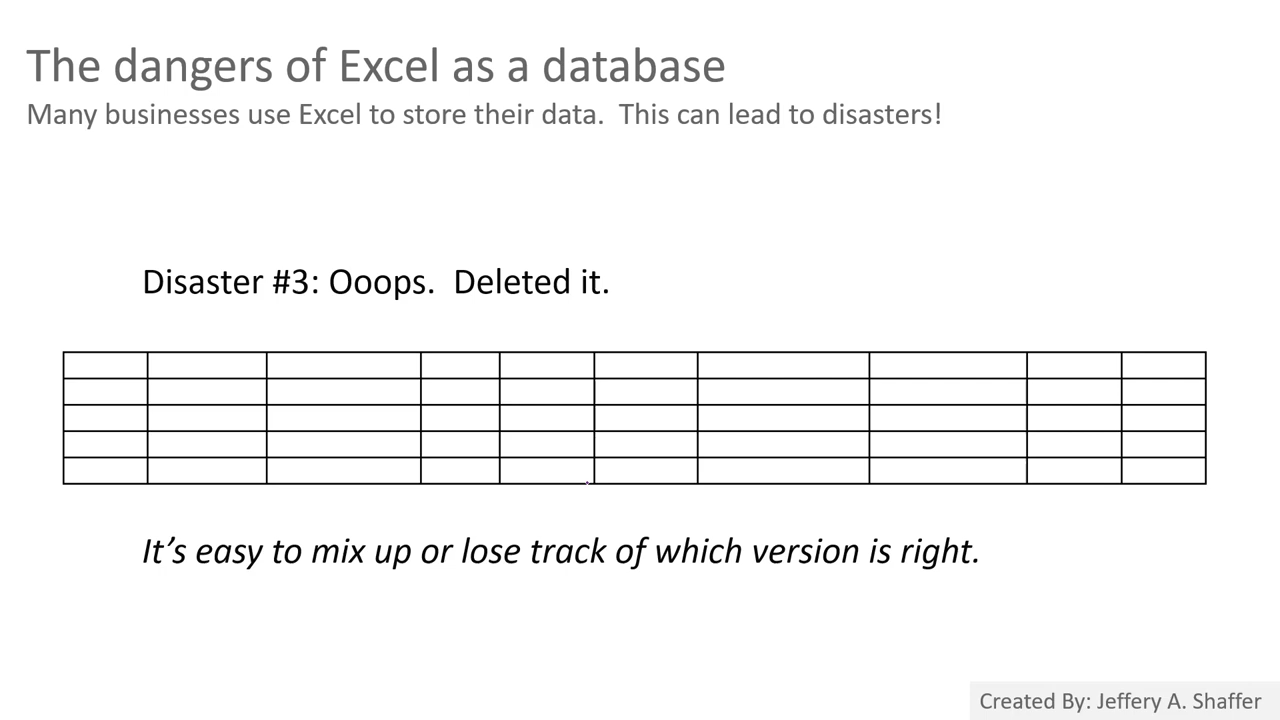 The dangers of Excel as a database
Many businesses use Excel to store their data.  This can lead to disasters!
Disaster #3: Ooops.  Deleted it.
It’s easy to mix up or lose track of which version is right.
Created By: Jeffery A. Shaffer